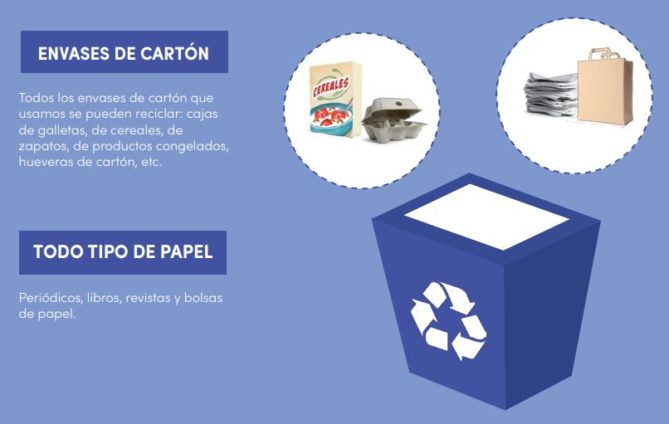 ENVASES DE CARTÓN
Todos los envases de cartón que
usamos se pueden reciclar: cajas
de galletas, de cereales, de
zapatos, de productos congelados,
hueveras de cartón, etc.
CEREALES
TODO TIPO DE PAPEL
Periódicos, libros, revistas y bolsas
de papel.